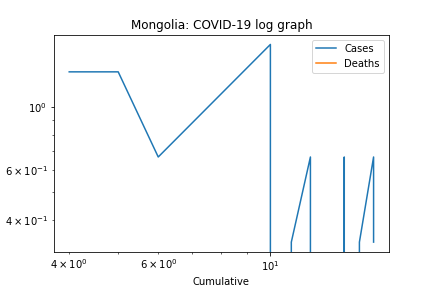 Mongolia: COVID-19 log graph
Cases
Deaths
10⁰
6 × 10⁻¹
4 × 10⁻¹
4 × 10⁰ 6 × 10⁰ 10¹
Cumulative